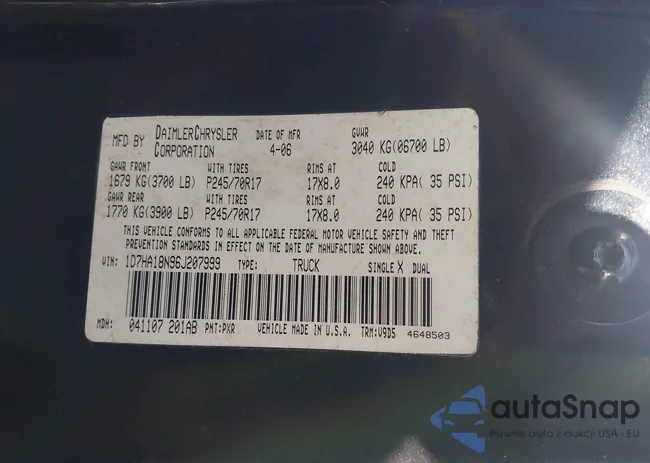 MFD BY DAIMLERCHRYSLER CORPORATION DATE OF MFR 4-06 GVWR 3040 KG(06700 LB)
GAWR FRONT WITH TIRES RIMS AT COLD
1679 KG(3700 LB) P245/70R17 17X8.0 240 KPA( 35 PSI)
GAWR REAR WITH TIRES RIMS AT COLD
1770 KG(3900 LB) P245/70R17 17X8.0 240 KPA( 35 PSI)
THIS VEHICLE CONFORMS TO ALL APPLICABLE FEDERAL MOTOR VEHICLE SAFETY AND THEFT
PREVENTION STANDARDS IN EFFECT ON THE DATE OF MANUFACTURE SHOWN ABOVE.
VIN: 1D7HA18N96J207999 TYPE: TRUCK SINGLE X DUAL
MDH: 041107 201AB PNT:PXR VEHICLE MADE IN U.S.A. TRM:V9D5 4648503
autoSnap
Pewne auta z aukcji USA · EU